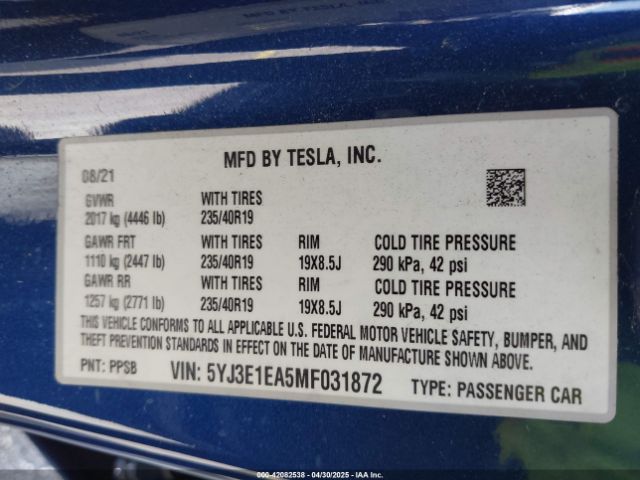 MFD BY TESLA, INC.
08/21
GVWR WITH TIRES
2017 kg (4446 lb) 235/40R19
GAWR FRT WITH TIRES RIM COLD TIRE PRESSURE
1110 kg (2447 lb) 235/40R19 19X8.5J 290 kPa, 42 psi
GAWR RR WITH TIRES RIM COLD TIRE PRESSURE
1257 kg (2771 lb) 235/40R19 19X8.5J 290 kPa, 42 psi
THIS VEHICLE CONFORMS TO ALL APPLICABLE U.S. FEDERAL MOTOR VEHICLE SAFETY, BUMPER, AND
THEFT PREVENTION STANDARDS IN EFFECT ON THE DATE OF MANUFACTURE SHOWN ABOVE.
PNT: PPSB VIN: 5YJ3E1EA5MF031872 TYPE: PASSENGER CAR
000-42082538 - 04/30/2025 - IAA Inc.